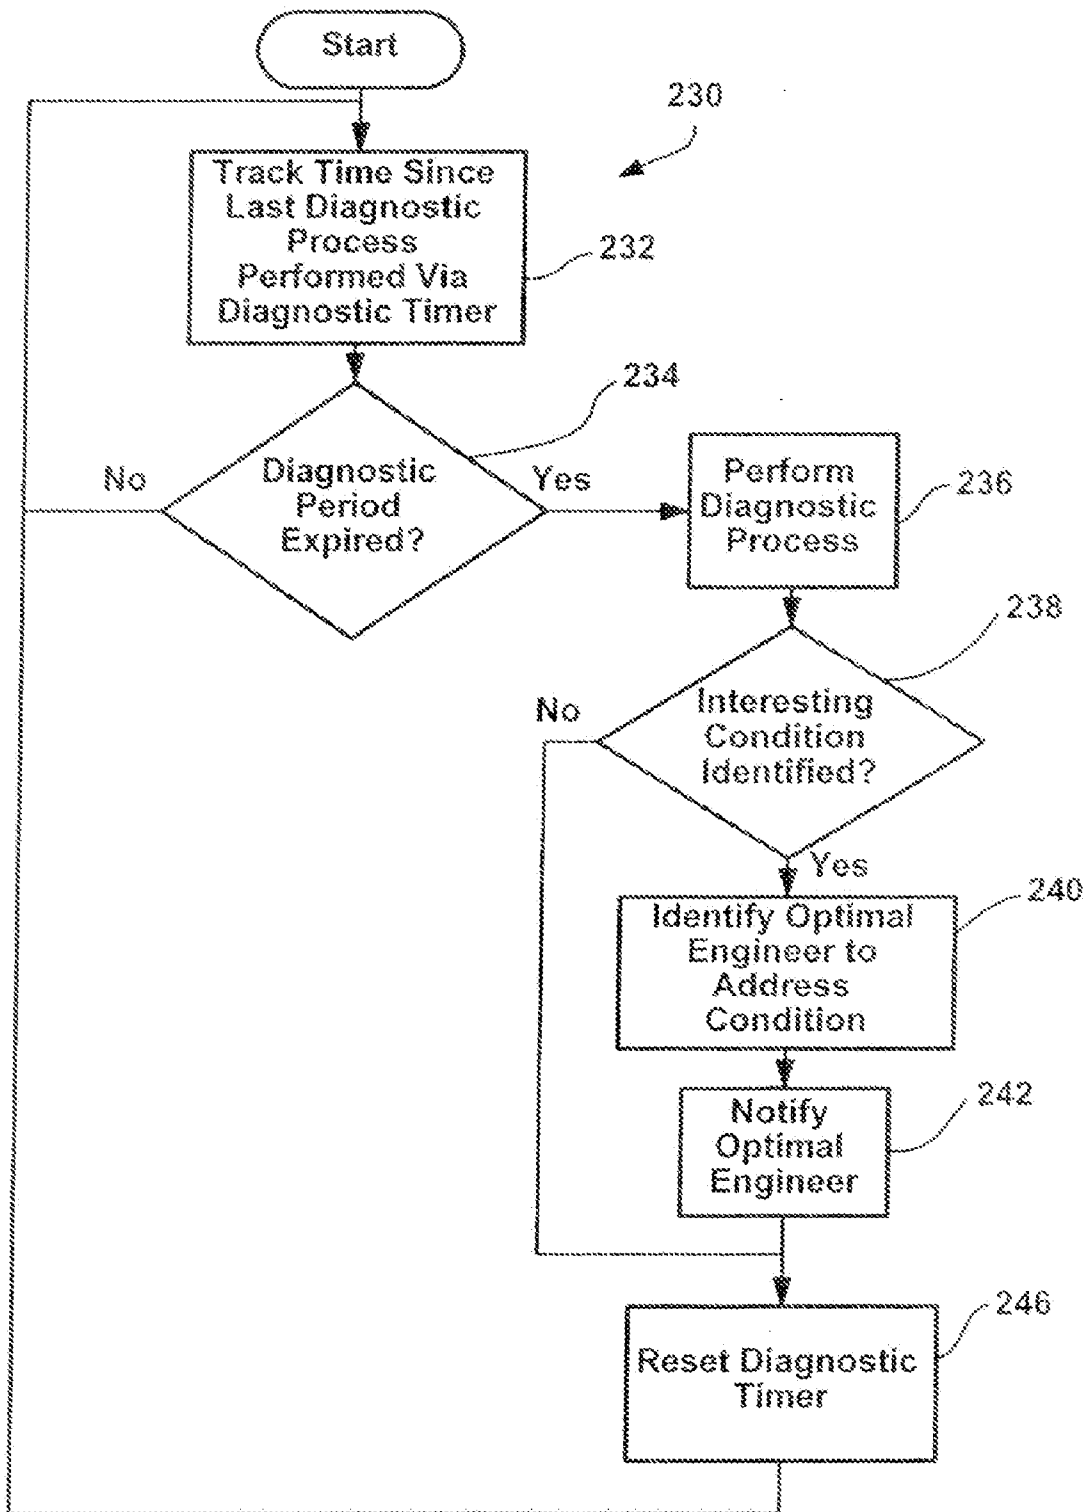 Start
230
Track Time Since
Last Diagnostic
Process
Performed Via
Diagnostic Timer
232
234
No
Diagnostic
Period
Expired?
Yes
Perform
Diagnostic
Process
236
238
No
Interesting
Condition
Identified?
Yes
240
Identify Optimal
Engineer to
Address
Condition
242
Notify
Optimal
Engineer
246
Reset Diagnostic
Timer